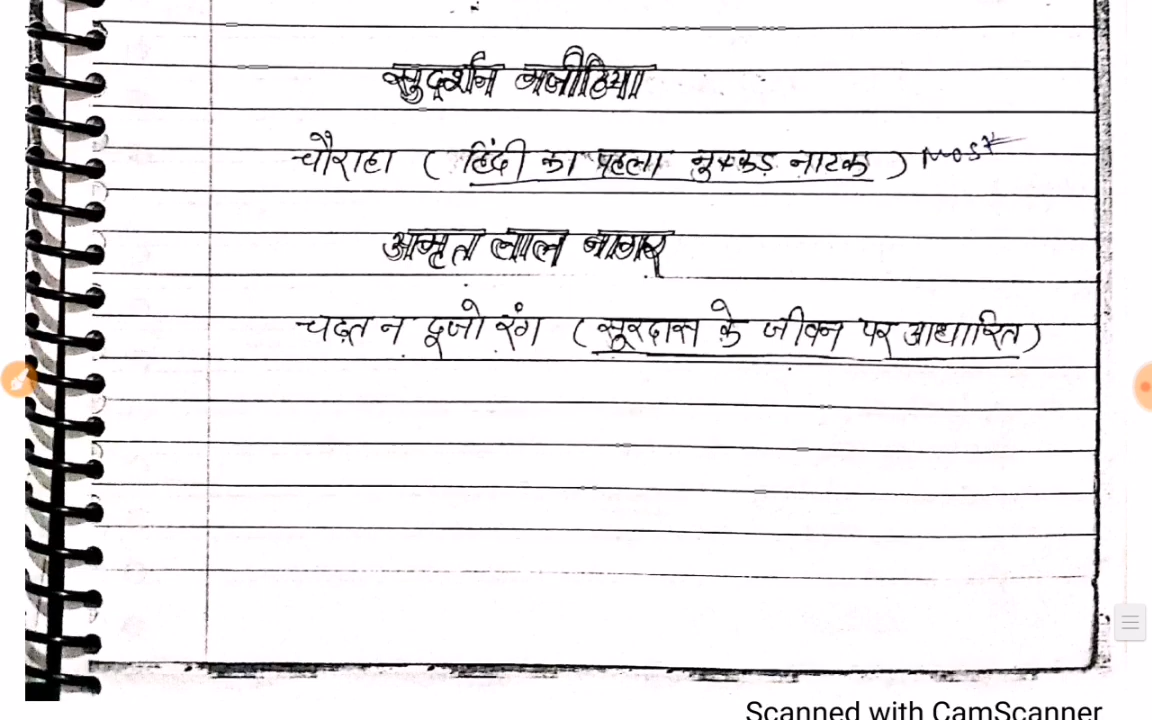 सुदर्शन मजीठिया
चौराहा ( हिंदी का पहला नुक्कड़ नाटक ) most
अमृत लाल नागर
चढ़त न दूजो रंग ( सूरदास के जीवन पर आधारित )
Scanned with CamScanner